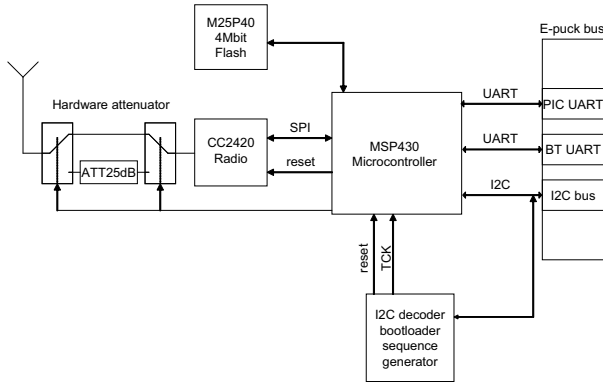 M25P40
4Mbit
Flash
E-puck bus
Hardware attenuator
UART
PIC UART
CC2420
Radio
SPI
reset
MSP430
Microcontroller
UART
BT UART
ATT25dB
I2C
I2C bus
reset
TCK
I2C decoder
bootloader
sequence
generator